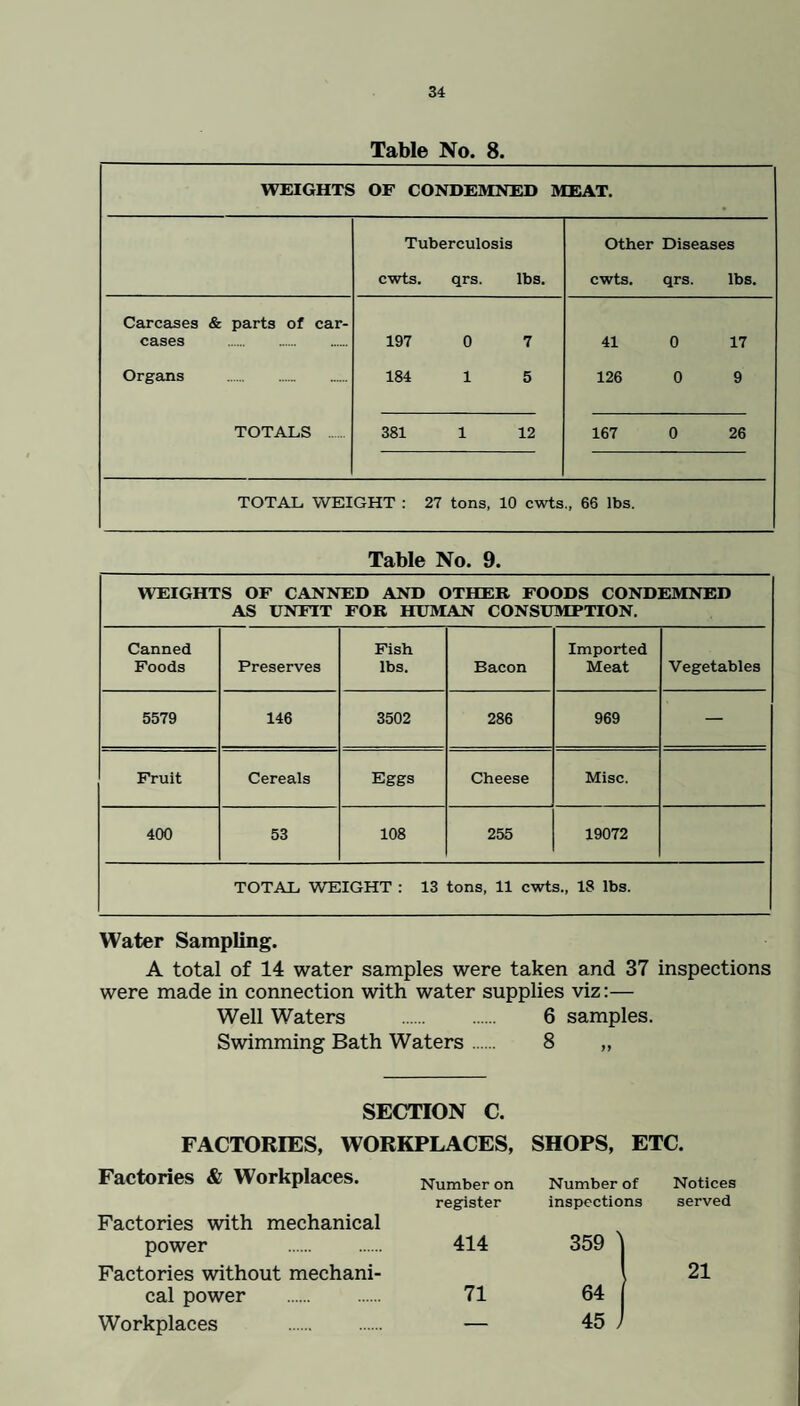 34
Table No. 8.
WEIGHTS OF CONDEMNED MEAT.
Tuberculosis Other Diseases
cwts. qrs. lbs. cwts. qrs. lbs.
Carcases & parts of car-
cases ...... ...... ...... 197 0 7 41 0 17
Organs ...... ...... ...... 184 1 5 126 0 9
TOTALS ...... 381 1 12 167 0 26
TOTAL WEIGHT : 27 tons, 10 cwts., 66 lbs.
Table No. 9.
WEIGHTS OF CANNED AND OTHER FOODS CONDEMNED
AS UNFIT FOR HUMAN CONSUMPTION.
Canned Fish Imported
Foods Preserves lbs. Bacon Meat Vegetables
5579 146 3502 286 969 —
Fruit Cereals Eggs Cheese Misc.
400 53 108 255 19072
TOTAL WEIGHT : 13 tons, 11 cwts., 18 lbs.
Water Sampling.
A total of 14 water samples were taken and 37 inspections
were made in connection with water supplies viz:—
Well Waters ...... ...... 6 samples.
Swimming Bath Waters ...... 8 „
SECTION C.
FACTORIES, WORKPLACES, SHOPS, ETC.
Factories & Workplaces. Number on Number of Notices
register inspections served
Factories with mechanical
power ...... ...... 414 359
Factories without mechani- 21
cal power ...... ...... 71 64
Workplaces ...... ...... — 45